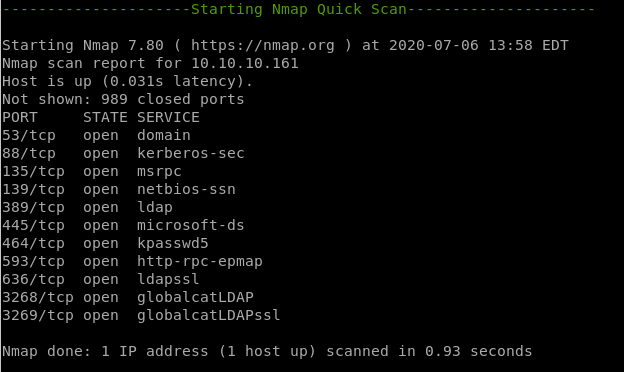 ---------------------Starting Nmap Quick Scan---------------------
Starting Nmap 7.80 ( https://nmap.org ) at 2020-07-06 13:58 EDT
Nmap scan report for 10.10.10.161
Host is up (0.031s latency).
Not shown: 989 closed ports
PORT     STATE SERVICE
53/tcp   open  domain
88/tcp   open  kerberos-sec
135/tcp  open  msrpc
139/tcp  open  netbios-ssn
389/tcp  open  ldap
445/tcp  open  microsoft-ds
464/tcp  open  kpasswd5
593/tcp  open  http-rpc-epmap
636/tcp  open  ldapssl
3268/tcp open  globalcatLDAP
3269/tcp open  globalcatLDAPssl
Nmap done: 1 IP address (1 host up) scanned in 0.93 seconds